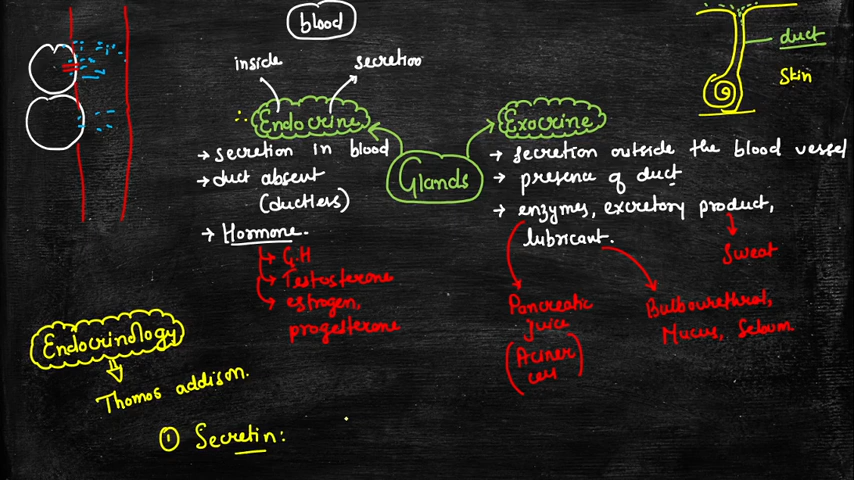 blood
inside
secretion
duct
Skin
∴ Endocrine
Exocrine
Glands
→ secretion in blood
→ duct absent
(ductless)
→ Hormone.
→ G.H
→ Testosterone
→ estrogen,
progesterone
→ secretion outside the blood vessel
→ presence of duct
→ enzymes, excretory product,
lubricant.
Sweat
Pancreatic
juice
(Aciner
cell)
Bulbourethral,
Mucus, Sebum
Endocrinology
⇓
Thomos addison.
① Secretin: